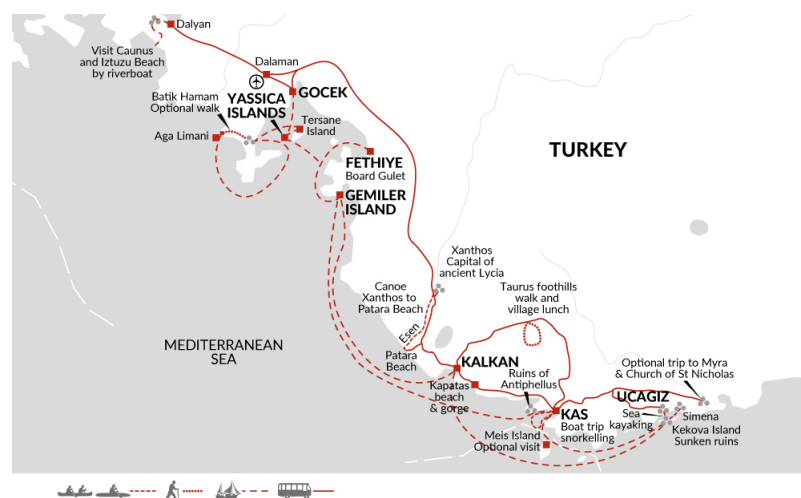 Dalyan
Visit Caunus
and Iztuzu Beach
by riverboat
Dalaman
GOCEK
YASSICA
ISLANDS
Batik Hamam
Optional walk
Tersane
Island
Aga Limani
FETHIYE
Board Gulet
TURKEY
GEMILER
ISLAND
Xanthos
Capital of
ancient Lycia
Canoe
Xanthos to
Patara Beach
Taurus foothills
walk and
village lunch
Esen
MEDITERRANEAN
SEA
Patara
Beach
KALKAN
Optional trip to Myra
& Church of St Nicholas
Ruins of
Antiphellus
Kapatas
beach
& gorge
UCAGIZ
KAS
Boat trip
snorkelling
Sea
kayaking
Simena
Kekova Island
Sunken ruins
Meis Island
Optional visit